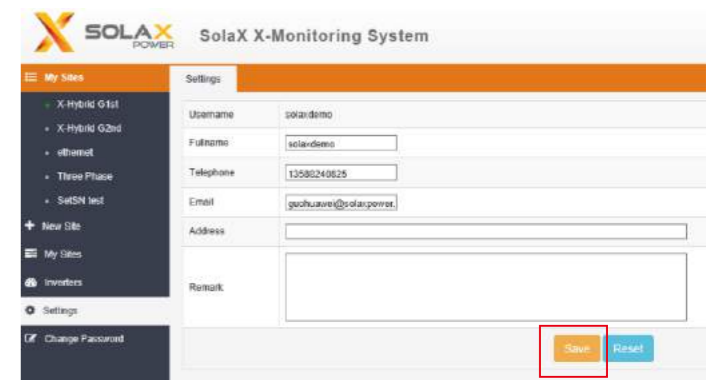 SOLAX
POWER
SolaX X-Monitoring System
My Sites
X-Hybrid G1st
X-Hybrid G2nd
ethernet
Three Phase
SetSN test
New Site
My Sites
Inverters
Settings
Change Password
Settings
Username solaxdemo
Fullname solaxdemo
Telephone 13588240825
Email guohuawei@solaxpower.
Address
Remark
Save Reset